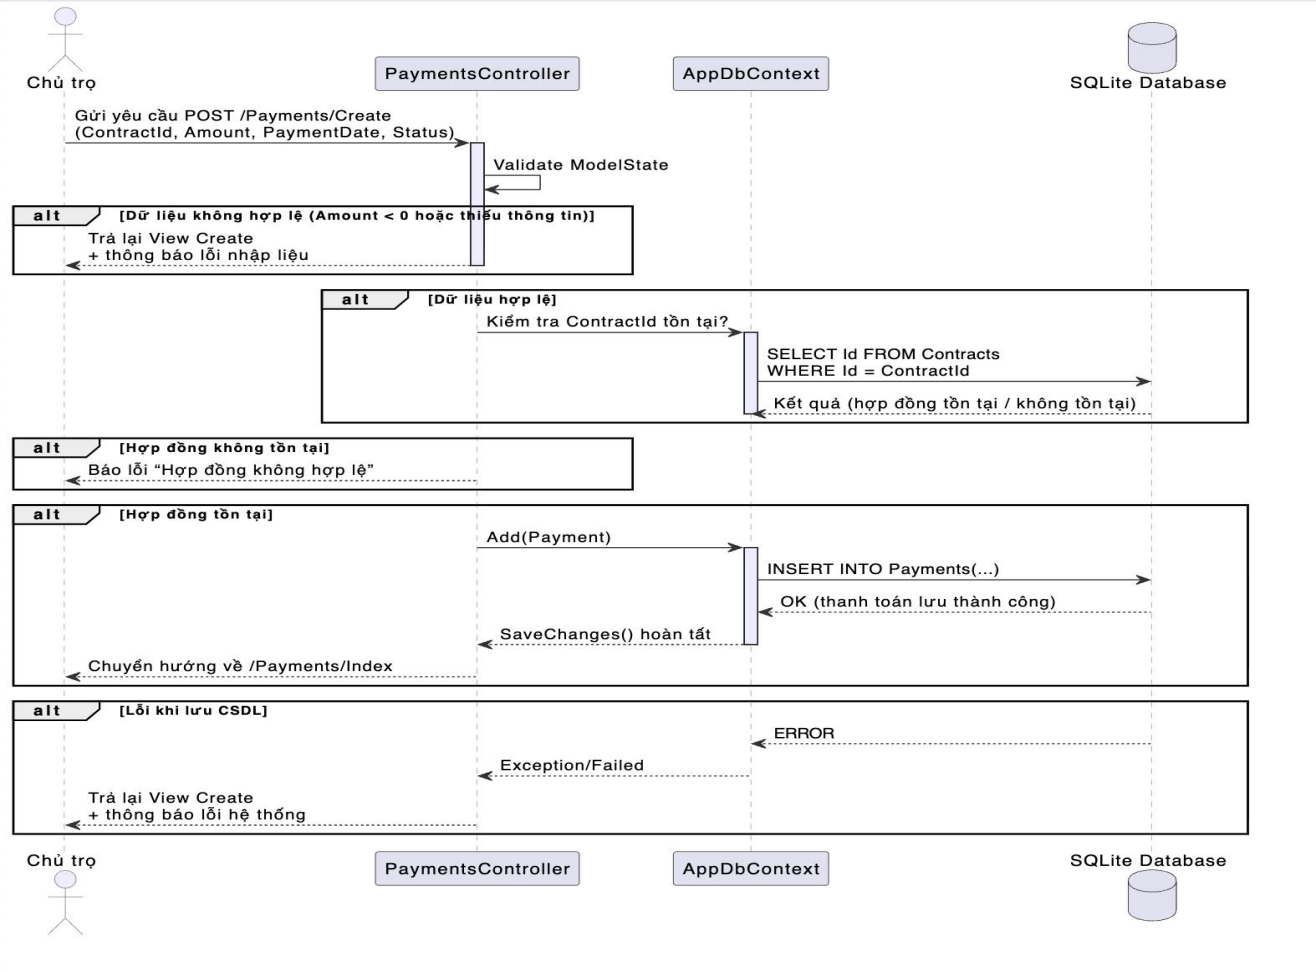 Chủ trọ
PaymentsController
AppDbContext
SQLite Database
Gửi yêu cầu POST /Payments/Create
(ContractId, Amount, PaymentDate, Status)
Validate ModelState
alt
[Dữ liệu không hợp lệ (Amount < 0 hoặc thiếu thông tin)]
Trả lại View Create
+ thông báo lỗi nhập liệu
alt
[Dữ liệu hợp lệ]
Kiểm tra ContractId tồn tại?
SELECT Id FROM Contracts
WHERE Id = ContractId
Kết quả (hợp đồng tồn tại / không tồn tại)
alt
[Hợp đồng không tồn tại]
Báo lỗi “Hợp đồng không hợp lệ”
alt
[Hợp đồng tồn tại]
Add(Payment)
INSERT INTO Payments(...)
OK (thanh toán lưu thành công)
SaveChanges() hoàn tất
Chuyển hướng về /Payments/Index
alt
[Lỗi khi lưu CSDL]
ERROR
Exception/Failed
Trả lại View Create
+ thông báo lỗi hệ thống
Chủ trọ
PaymentsController
AppDbContext
SQLite Database